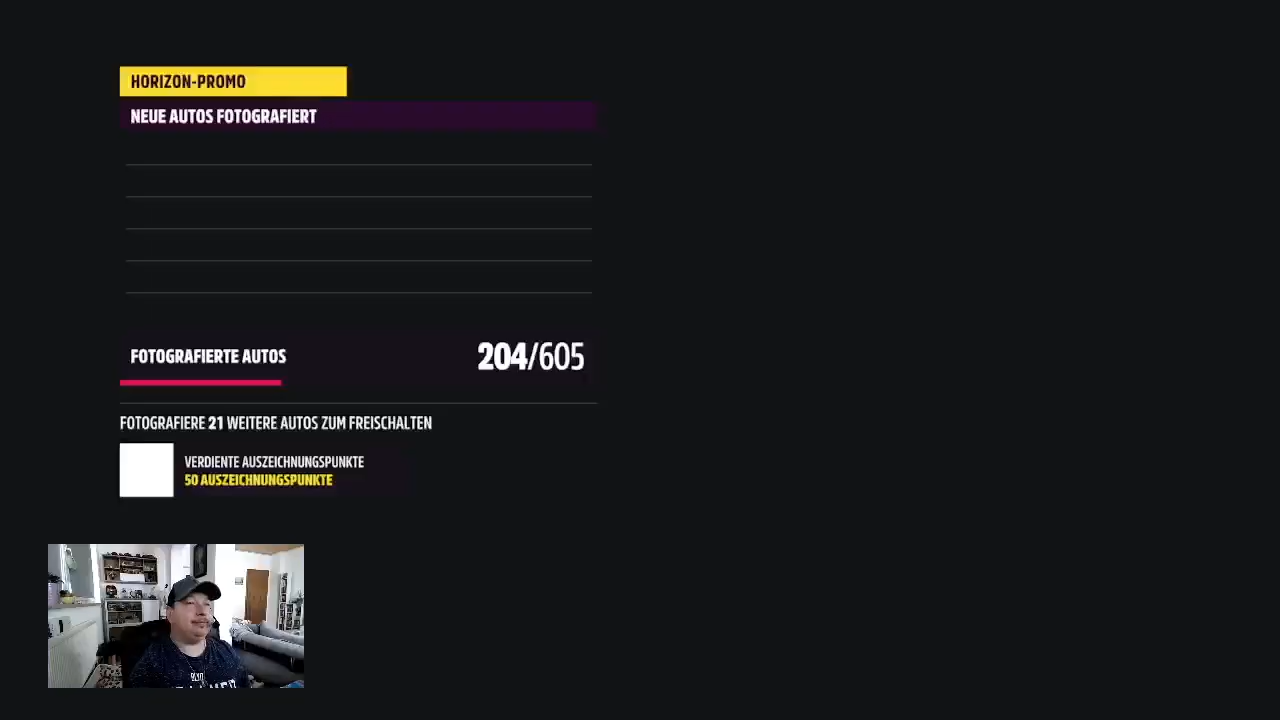 HORIZON-PROMO
NEUE AUTOS FOTOGRAFIERT
FOTOGRAFIERTE AUTOS 204/605
FOTOGRAFIERE 21 WEITERE AUTOS ZUM FREISCHALTEN
VERDIENTE AUSZEICHNUNGSPUNKTE
50 AUSZEICHNUNGSPUNKTE